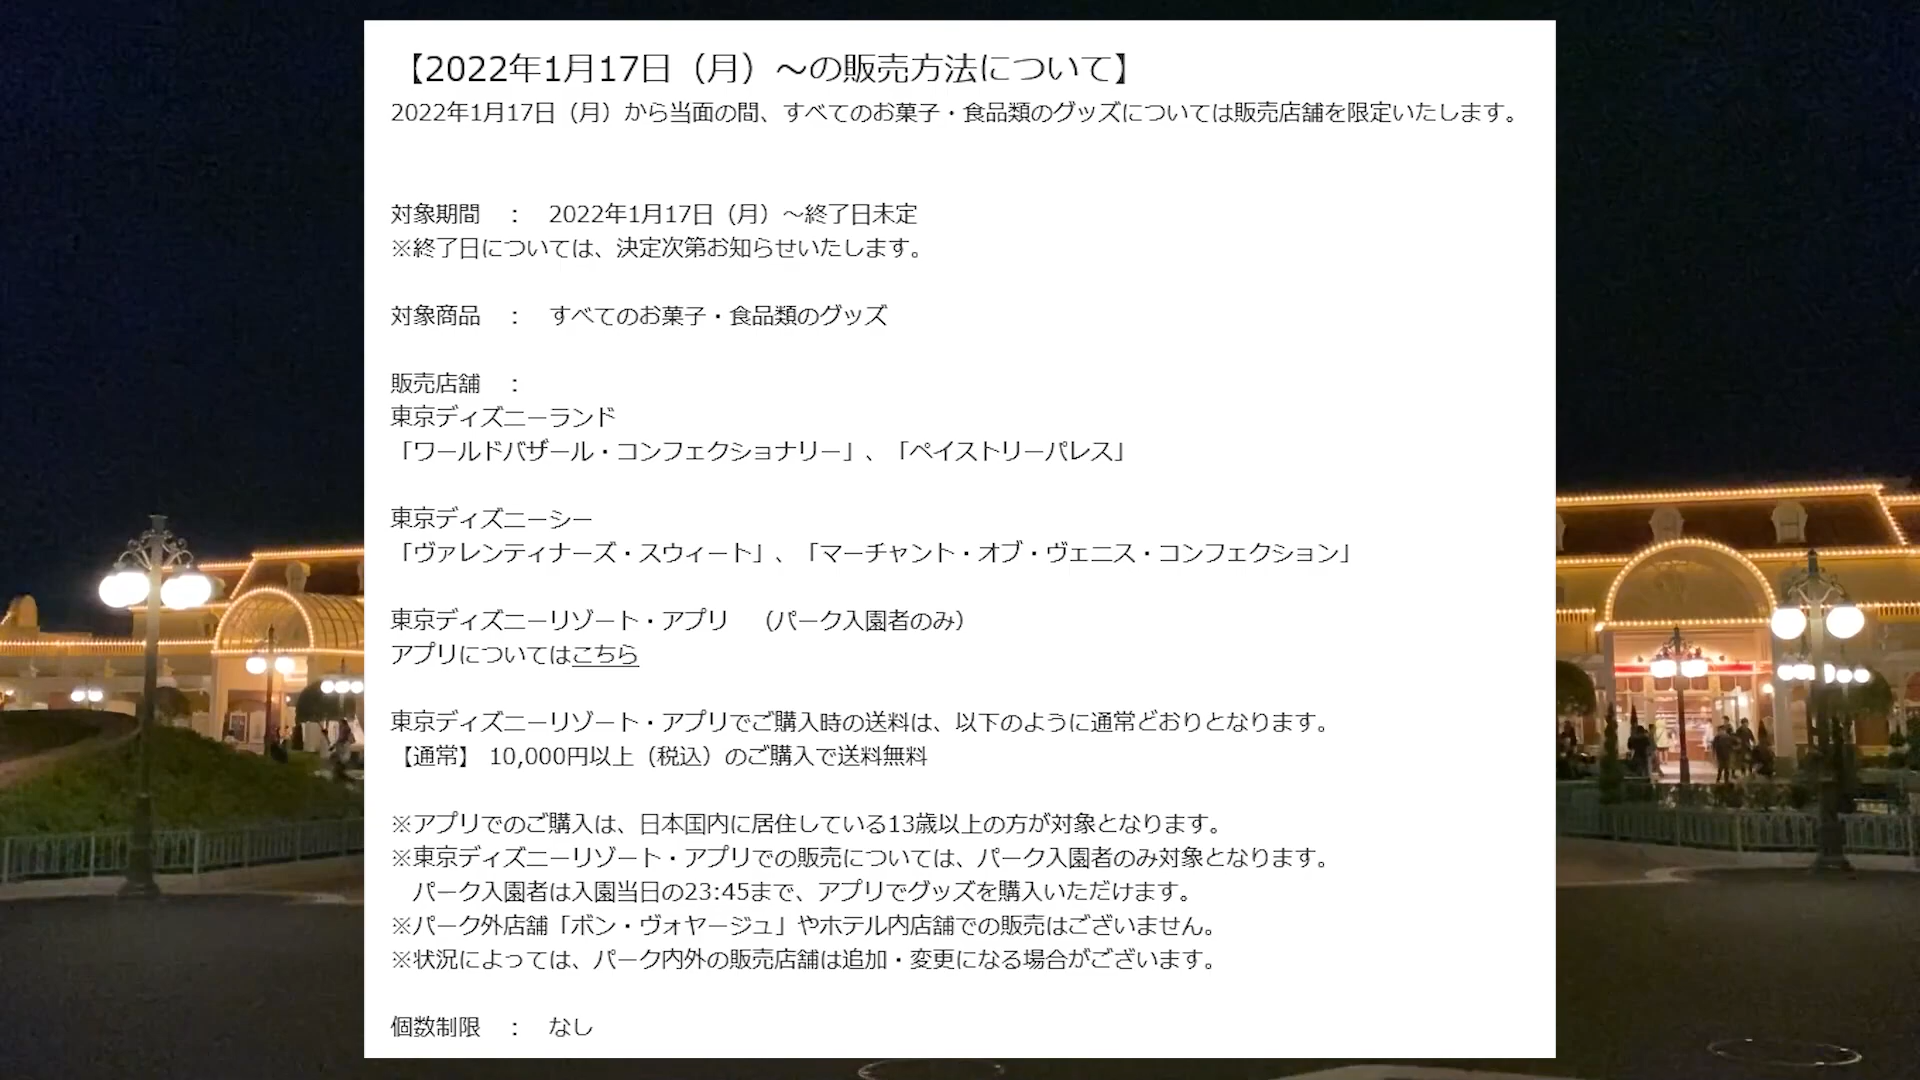 【2022年1月17日（月）～の販売方法について】
2022年1月17日（月）から当面の間、すべてのお菓子・食品類のグッズについては販売店舗を限定いたします。
対象期間　：　2022年1月17日（月）～終了日未定
※終了日については、決定次第お知らせいたします。
対象商品　：　すべてのお菓子・食品類のグッズ
販売店舗　：
東京ディズニーランド
「ワールドバザール・コンフェクショナリー」、「ペイストリーパレス」
東京ディズニーシー
「ヴァレンティナーズ・スウィート」、「マーチャント・オブ・ヴェニス・コンフェクション」
東京ディズニーリゾート・アプリ　（パーク入園者のみ）
アプリについてはこちら
東京ディズニーリゾート・アプリでご購入時の送料は、以下のように通常どおりとなります。
【通常】 10,000円以上（税込）のご購入で送料無料
※アプリでのご購入は、日本国内に居住している13歳以上の方が対象となります。
※東京ディズニーリゾート・アプリでの販売については、パーク入園者のみ対象となります。
　パーク入園者は入園当日の23:45まで、アプリでグッズを購入いただけます。
※パーク外店舗「ボン・ヴォヤージュ」やホテル内店舗での販売はございません。
※状況によっては、パーク内外の販売店舗は追加・変更になる場合がございます。
個数制限　：　なし